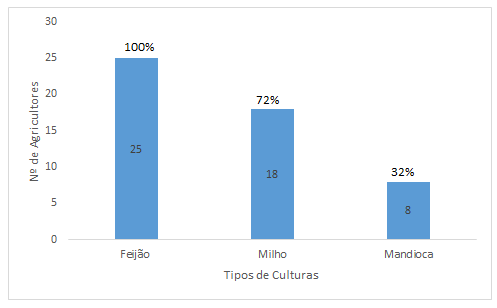 30
25
20
15
10
5
0
Nº de Agricultores
100%
72%
32%
25
18
8
Feijão
Milho
Mandioca
Tipos de Culturas